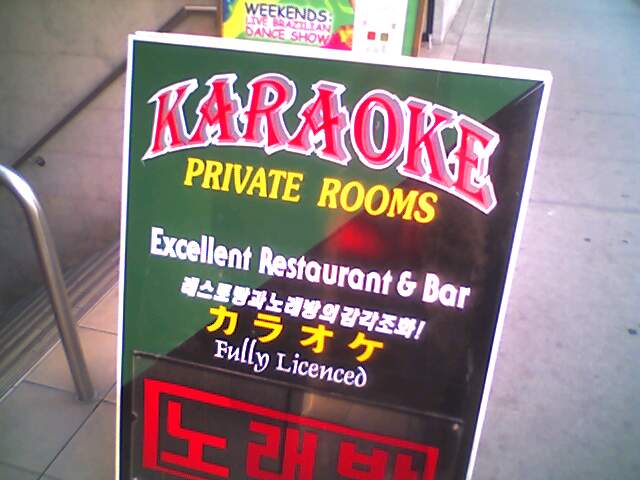 WEEKENDS:
LIVE BRAZILIAN
DANCE SHOW
KARAOKE
PRIVATE ROOMS
Excellent Restaurant & Bar
레스토랑과노래방의감각조화!
カラオケ
Fully Licenced
노래방